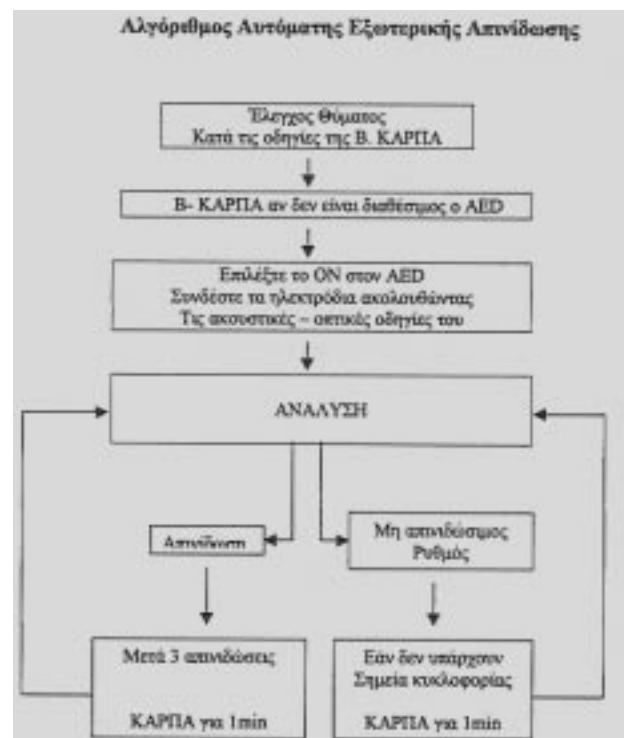 Αλγόριθμος Αυτόματης Εξωτερικής Απινίδωσης
Έλεγχος Θύματος
Κατά τις οδηγίες της Β. ΚΑΡΠΑ
Β- ΚΑΡΠΑ αν δεν είναι διαθέσιμος ο AED
Επιλέξτε το ON στον AED
Συνδέστε τα ηλεκτρόδια ακολουθώντας
Τις ακουστικές – οπτικές οδηγίες του
ΑΝΑΛΥΣΗ
Απινίδωση
Μη απινιδώσιμος
Ρυθμός
Μετά 3 απινιδώσεις
ΚΑΡΠΑ για 1min
Εάν δεν υπάρχουν
Σημεία κυκλοφορίας
ΚΑΡΠΑ για 1min